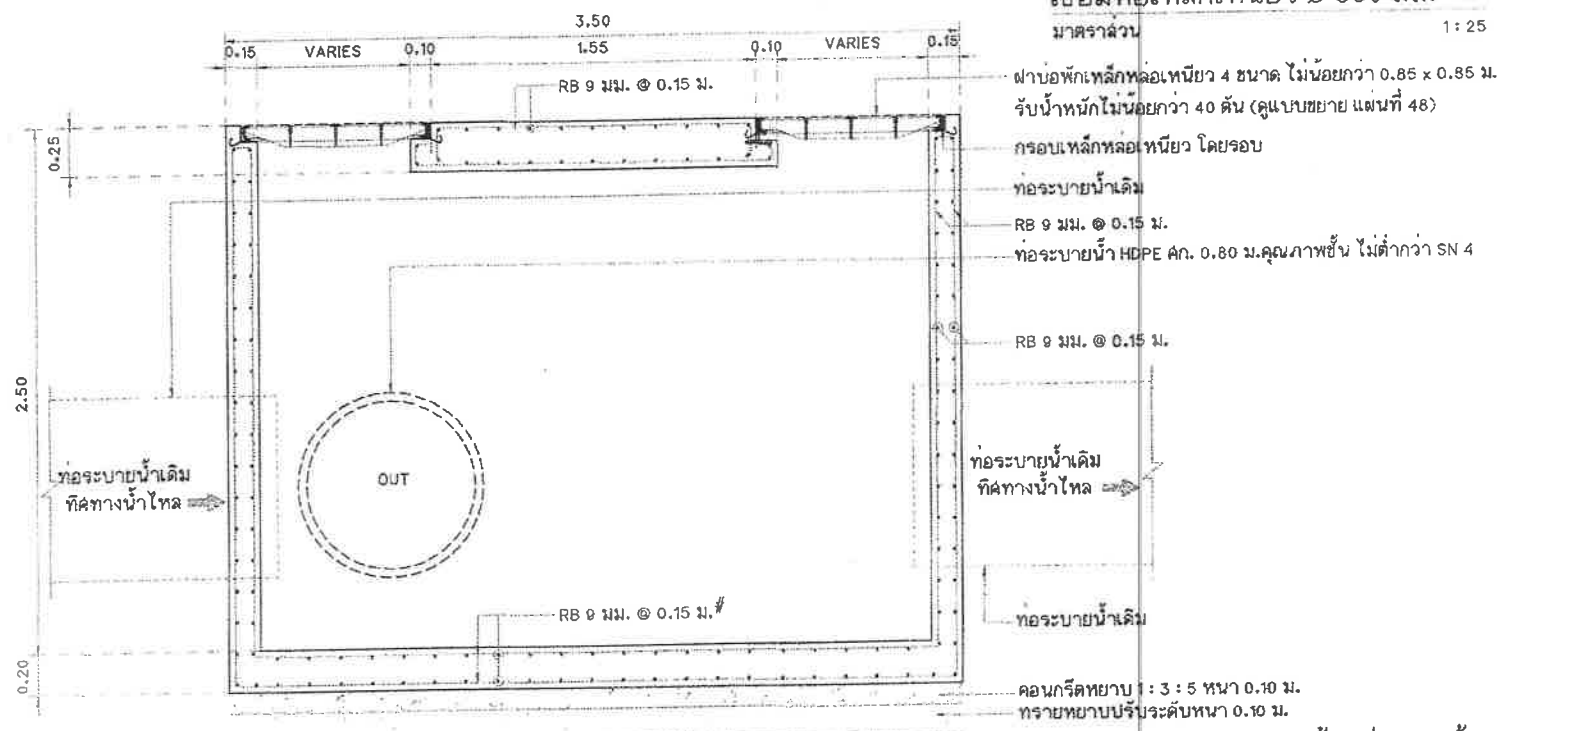 มาตราส่วน 1:25
3.50
0.15 VARIES 0.10 1.55 0.10 VARIES 0.15
RB 9 มม. @ 0.15 ม.
ฝาบ่อพักเหล็กหล่อเหนียว 4 ขนาด ไม่น้อยกว่า 0.85 x 0.85 ม.
รับน้ำหนักไม่น้อยกว่า 40 ตัน (ดูแบบขยาย แผ่นที่ 48)
กรอบเหล็กหล่อเหนียว โดยรอบ
0.25
ท่อระบายน้ำเดิม
RB 9 มม. @ 0.15 ม.
ท่อระบายน้ำ HDPE ศก. 0.80 ม.คุณภาพชั้น ไม่ต่ำกว่า SN 4
RB 9 มม. @ 0.15 ม.
2.50
ท่อระบายน้ำเดิม
ทิศทางน้ำไหล
OUT
ท่อระบายน้ำเดิม
ทิศทางน้ำไหล
RB 9 มม. @ 0.15 ม.#
ท่อระบายน้ำเดิม
0.20
คอนกรีตหยาบ 1 : 3 : 5 หนา 0.10 ม.
ทรายหยาบปรับระดับหนา 0.10 ม.